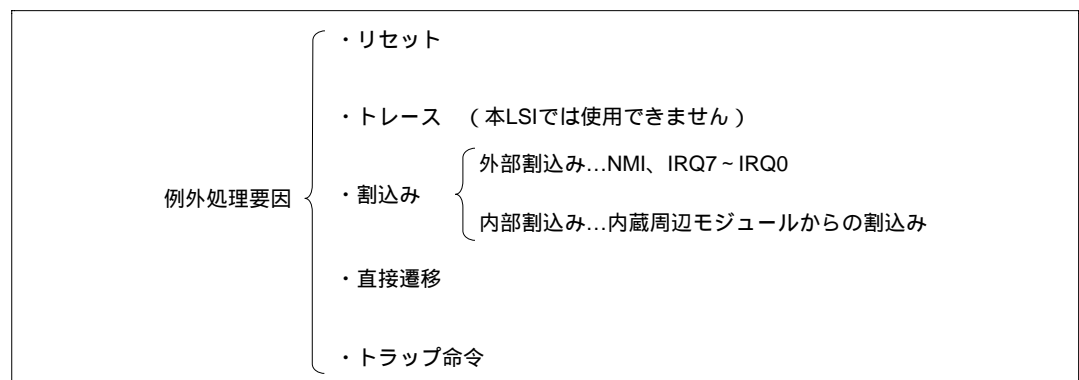 ・リセット
・トレース （本LSIでは使用できません）
外部割込み…NMI、IRQ7～IRQ0
例外処理要因
・割込み
内部割込み…内蔵周辺モジュールからの割込み
・直接遷移
・トラップ命令